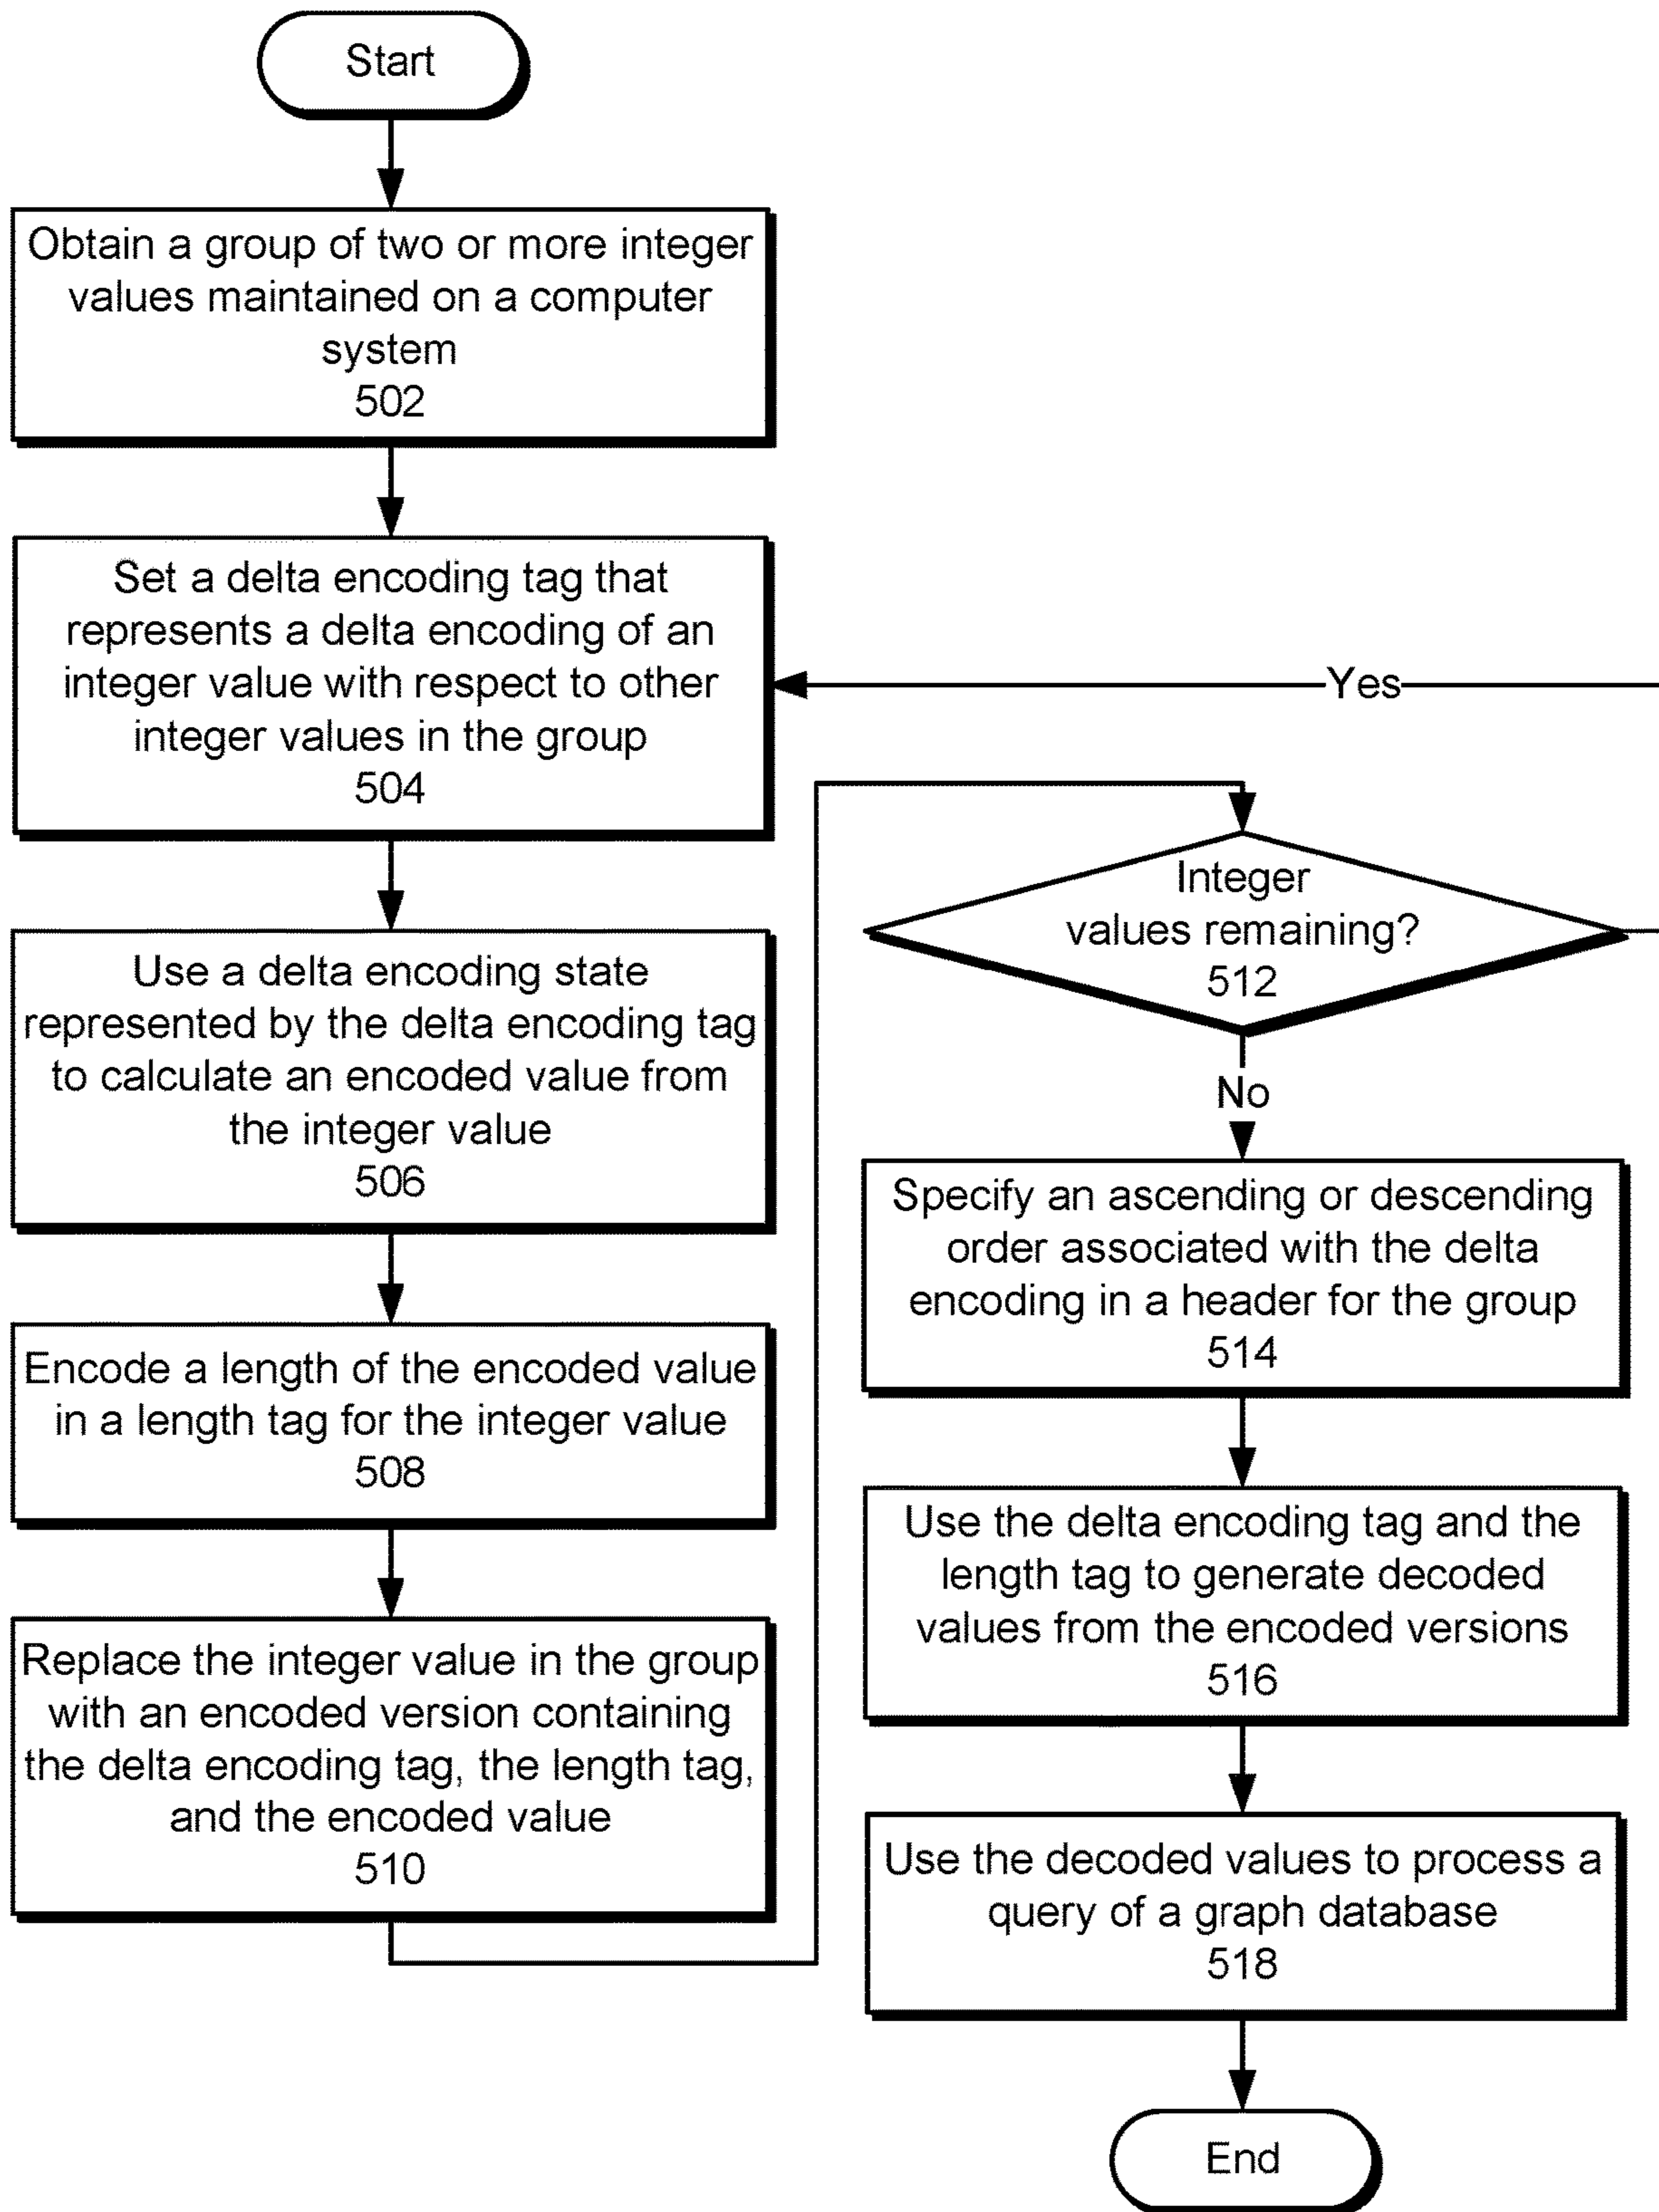 Start
Obtain a group of two or more integer
values maintained on a computer
system
502
Set a delta encoding tag that
represents a delta encoding of an
integer value with respect to other
integer values in the group
504
Use a delta encoding state
represented by the delta encoding tag
to calculate an encoded value from
the integer value
506
Encode a length of the encoded value
in a length tag for the integer value
508
Replace the integer value in the group
with an encoded version containing
the delta encoding tag, the length tag,
and the encoded value
510
Yes
Integer
values remaining?
512
No
Specify an ascending or descending
order associated with the delta
encoding in a header for the group
514
Use the delta encoding tag and the
length tag to generate decoded
values from the encoded versions
516
Use the decoded values to process a
query of a graph database
518
End